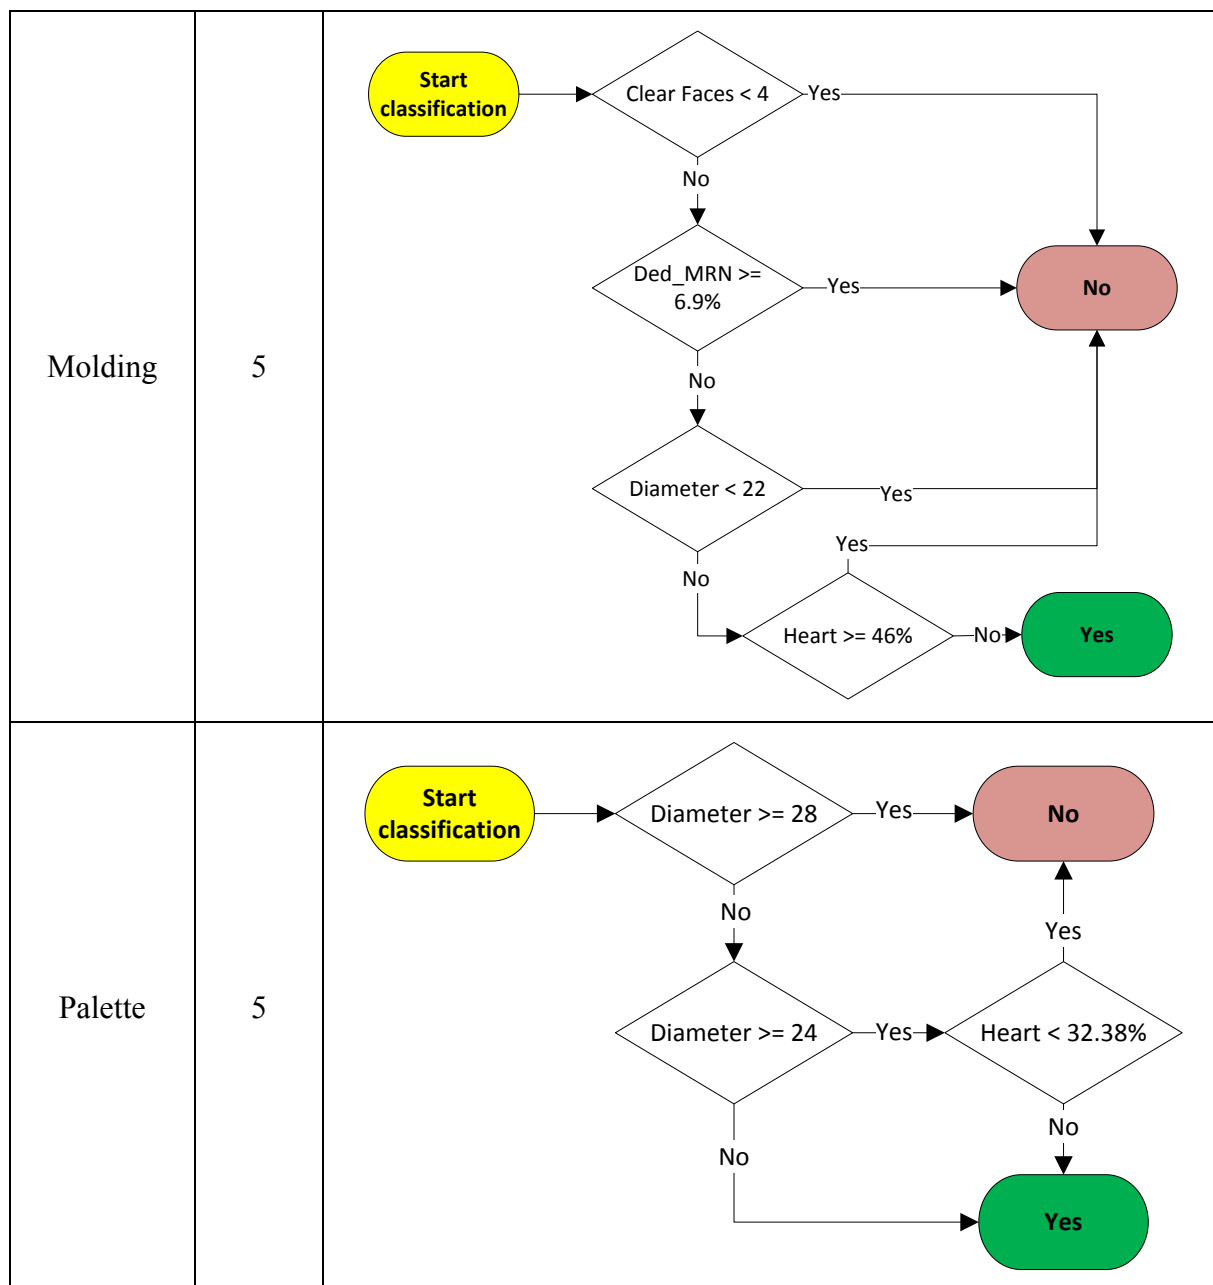 Molding
5
Start
classification
Clear Faces < 4
Yes
No
Ded_MRN >=
6.9%
Yes
No
No
Diameter < 22
Yes
No
Yes
Heart >= 46%
No
Yes
Palette
5
Start
classification
Diameter >= 28
Yes
No
No
Yes
Diameter >= 24
Yes
Heart < 32.38%
No
No
Yes